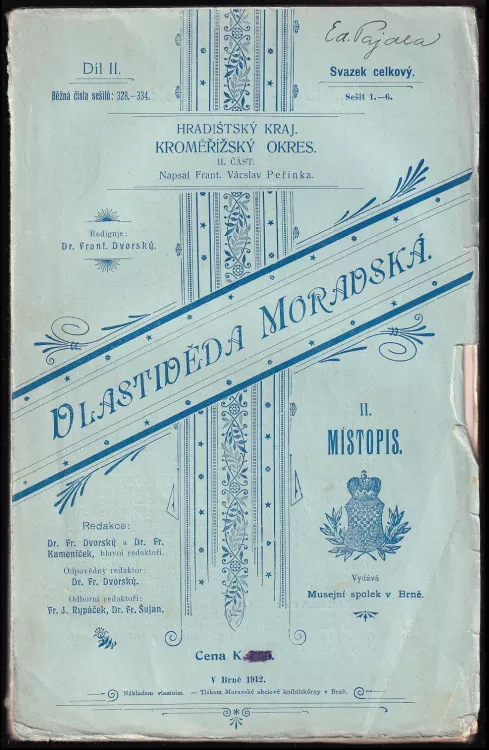 Ed. Pajala
Díl II.
Svazek celkový.
Běžná čísla sešitů: 328.—334.
Sešit 1.—6.
HRADIŠTSKÝ KRAJ.
KROMĚŘÍŽSKÝ OKRES.
II. ČÁST.
Napsal Frant. Václav Peřinka.
Rediguje:
Dr. Frant. Dvorský.
VLASTIVĚDA MORAVSKÁ.
II.
MÍSTOPIS.
Redakce:
Dr. Fr. Dvorský a Dr. Fr.
Kameníček, hlavní redaktoři.
Odpovědný redaktor:
Dr. Fr. Dvorský.
Odborní redaktoři:
Fr. J. Rypáček, Dr. Fr. Šujan.
Vydává
Musejní spolek v Brně.
Cena K
V Brně 1912.
Nákladem vlastním. — Tiskem Moravské akciové knihtiskárny v Brně.